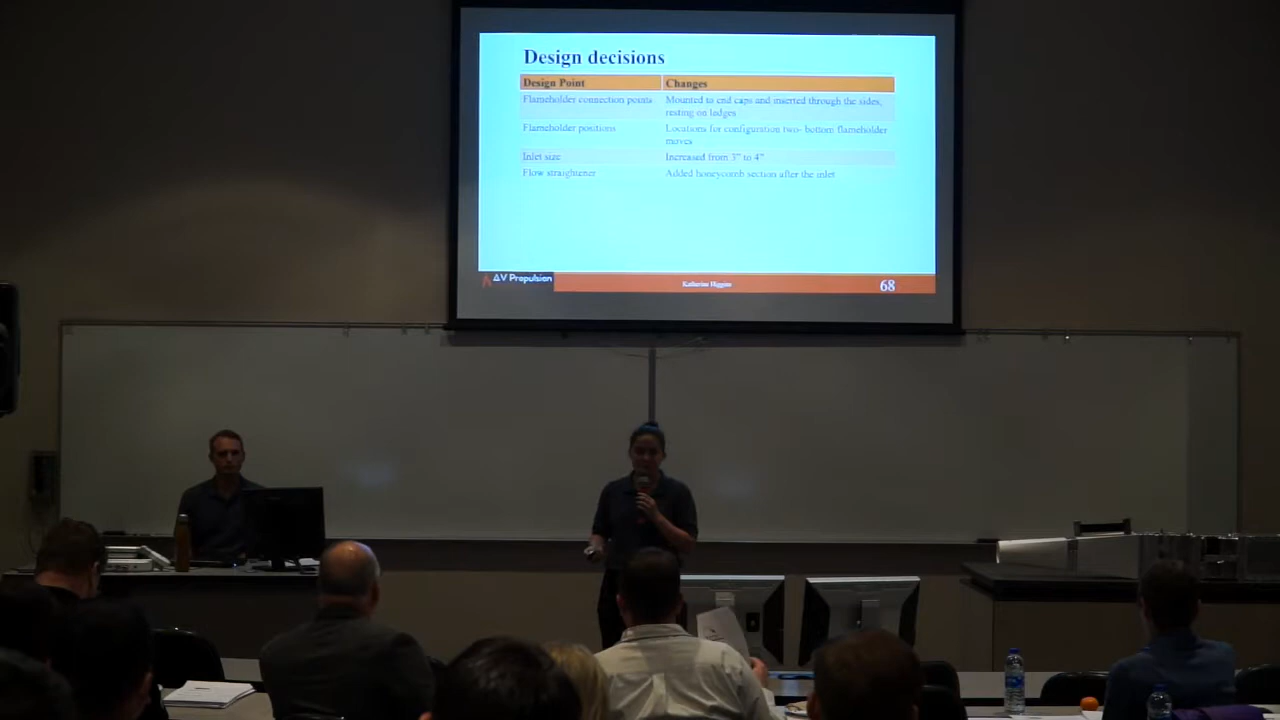 Design decisions
Design Point Changes
Flameholder connection points Mounted to end caps and inserted through the sides,
resting on ledges
Flameholder positions Locations for configuration two- bottom flameholder
moves
Inlet size Increased from 3" to 4"
Flow straightener Added honeycomb section after the inlet
ΔV Propulsion Katherine Higgins 68